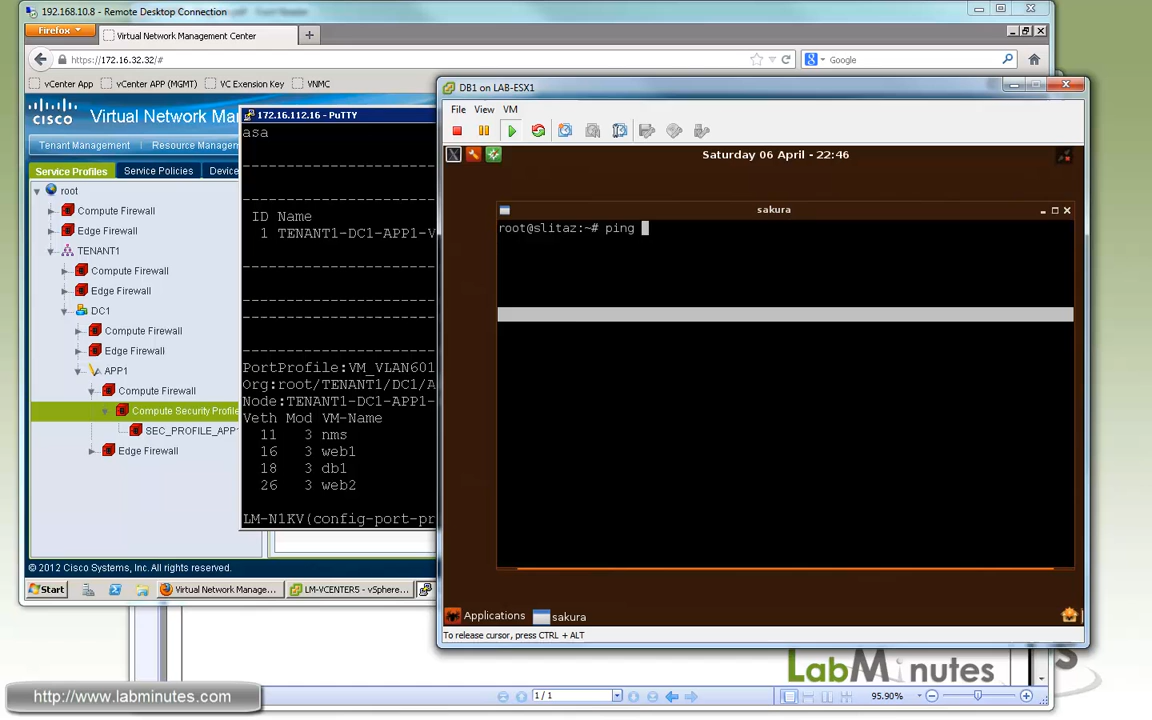 192.168.10.8 - Remote Desktop Connection
Firefox
Virtual Network Management Center
https://172.16.32.32/#
Google
vCenter App
vCenter APP (MGMT)
VC Exension Key
VNMC
CISCO
Virtual Network Ma
Tenant Management
Resource Managem
Service Profiles
Service Policies
Device
root
Compute Firewall
Edge Firewall
TENANT1
Compute Firewall
Edge Firewall
DC1
Compute Firewall
Edge Firewall
APP1
Compute Firewall
Compute Security Profile
SEC_PROFILE_APP1
Edge Firewall
© 2012 Cisco Systems, Inc. All rights reserved.
172.16.112.16 - PuTTY
asa
ID Name
1 TENANT1-DC1-APP1-V
PortProfile:VM_VLAN601
Org:root/TENANT1/DC1/A
Node:TENANT1-DC1-APP1-
Veth Mod VM-Name
11 3 nms
16 3 web1
18 3 db1
26 3 web2
LM-N1KV(config-port-pr
DB1 on LAB-ESX1
File View VM
Saturday 06 April - 22:46
sakura
root@slitaz:~# ping
Applications
sakura
To release cursor, press CTRL + ALT
Start
Virtual Network Manage...
LM-VCENTER5 - vSphere...
LabMinutes
http://www.labminutes.com
1 / 1
95.90%